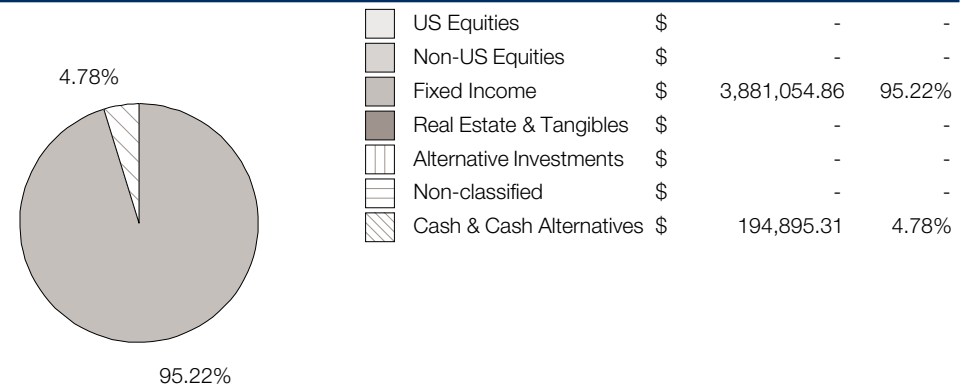 US Equities $ - -
Non-US Equities $ - -
4.78%
Fixed Income $ 3,881,054.86 95.22%
Real Estate & Tangibles $ - -
Alternative Investments $ - -
Non-classified $ - -
Cash & Cash Alternatives $ 194,895.31 4.78%
95.22%